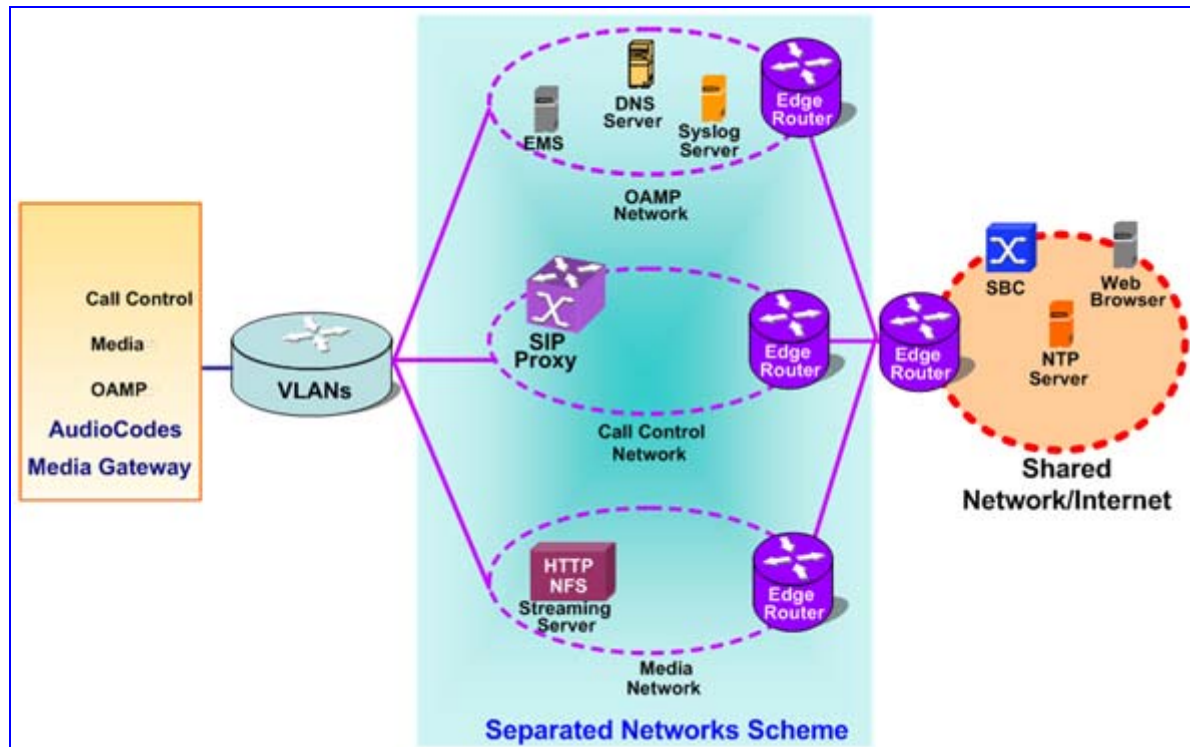 Call Control
Media
OAMP
AudioCodes
Media Gateway
VLANs
EMS
DNS
Server
Syslog
Server
Edge
Router
OAMP
Network
SIP
Proxy
Edge
Router
Call Control
Network
HTTP
NFS
Streaming
Server
Edge
Router
Media
Network
Separated Networks Scheme
Edge
Router
SBC
Web
Browser
NTP
Server
Shared
Network/Internet